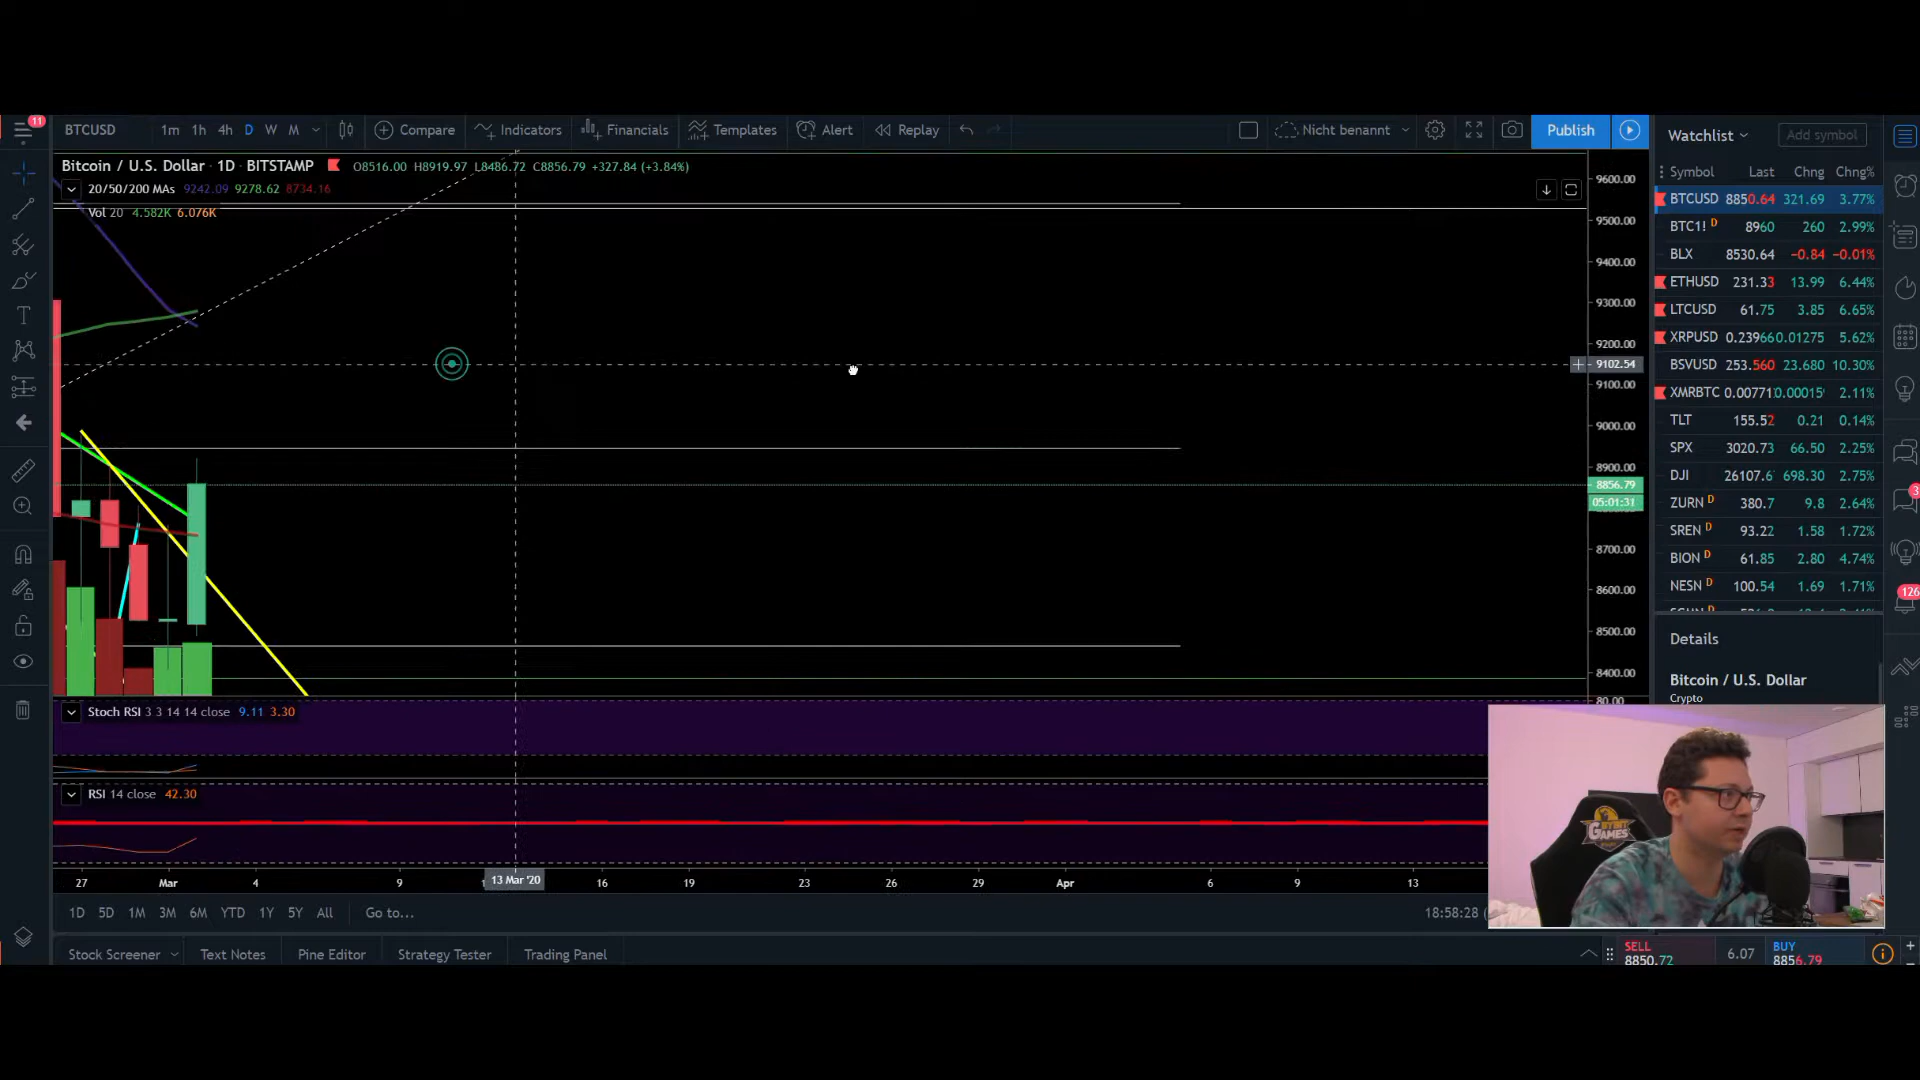 11
BTCUSD 1m 1h 4h D W M Compare Indicators Financials Templates Alert Replay Nicht benannt Publish
Watchlist Add symbol
Bitcoin / U.S. Dollar · 1D · BITSTAMP O8516.00 H8919.97 L8486.72 C8856.79 +327.84 (+3.84%)
20/50/200 MAs 9242.09 9278.62 8734.16
Vol 20 4.582K 6.076K
9600.00
9500.00
9400.00
9300.00
9200.00
9102.54
9100.00
9000.00
8900.00
8856.79
05:01:31
8700.00
8600.00
8500.00
8400.00
80.00
Symbol Last Chng Chng%
BTCUSD 8850.64 321.69 3.77%
BTC1! D 8960 260 2.99%
BLX 8530.64 −0.84 −0.01%
ETHUSD 231.33 13.99 6.44%
LTCUSD 61.75 3.85 6.65%
XRPUSD 0.23966 0.01275 5.62%
BSVUSD 253.560 23.680 10.30%
XMRBTC 0.00771 0.00015 2.11%
TLT 155.52 0.21 0.14%
SPX 3020.73 66.50 2.25%
DJI 26107.6 698.30 2.75%
ZURN D 380.7 9.8 2.64%
SREN D 93.22 1.58 1.72%
BION D 61.85 2.80 4.74%
NESN D 100.54 1.69 1.71%
3
126
Details
Bitcoin / U.S. Dollar
Crypto
Stoch RSI 3 3 14 14 close 9.11 3.30
RSI 14 close 42.30
GAMES
27 Mar 4 9 13 Mar '20 16 19 23 26 29 Apr 6 9 13
1D 5D 1M 3M 6M YTD 1Y 5Y All Go to... 18:58:28 (
Stock Screener Text Notes Pine Editor Strategy Tester Trading Panel
SELL
8850.72
6.07
BUY
8856.79